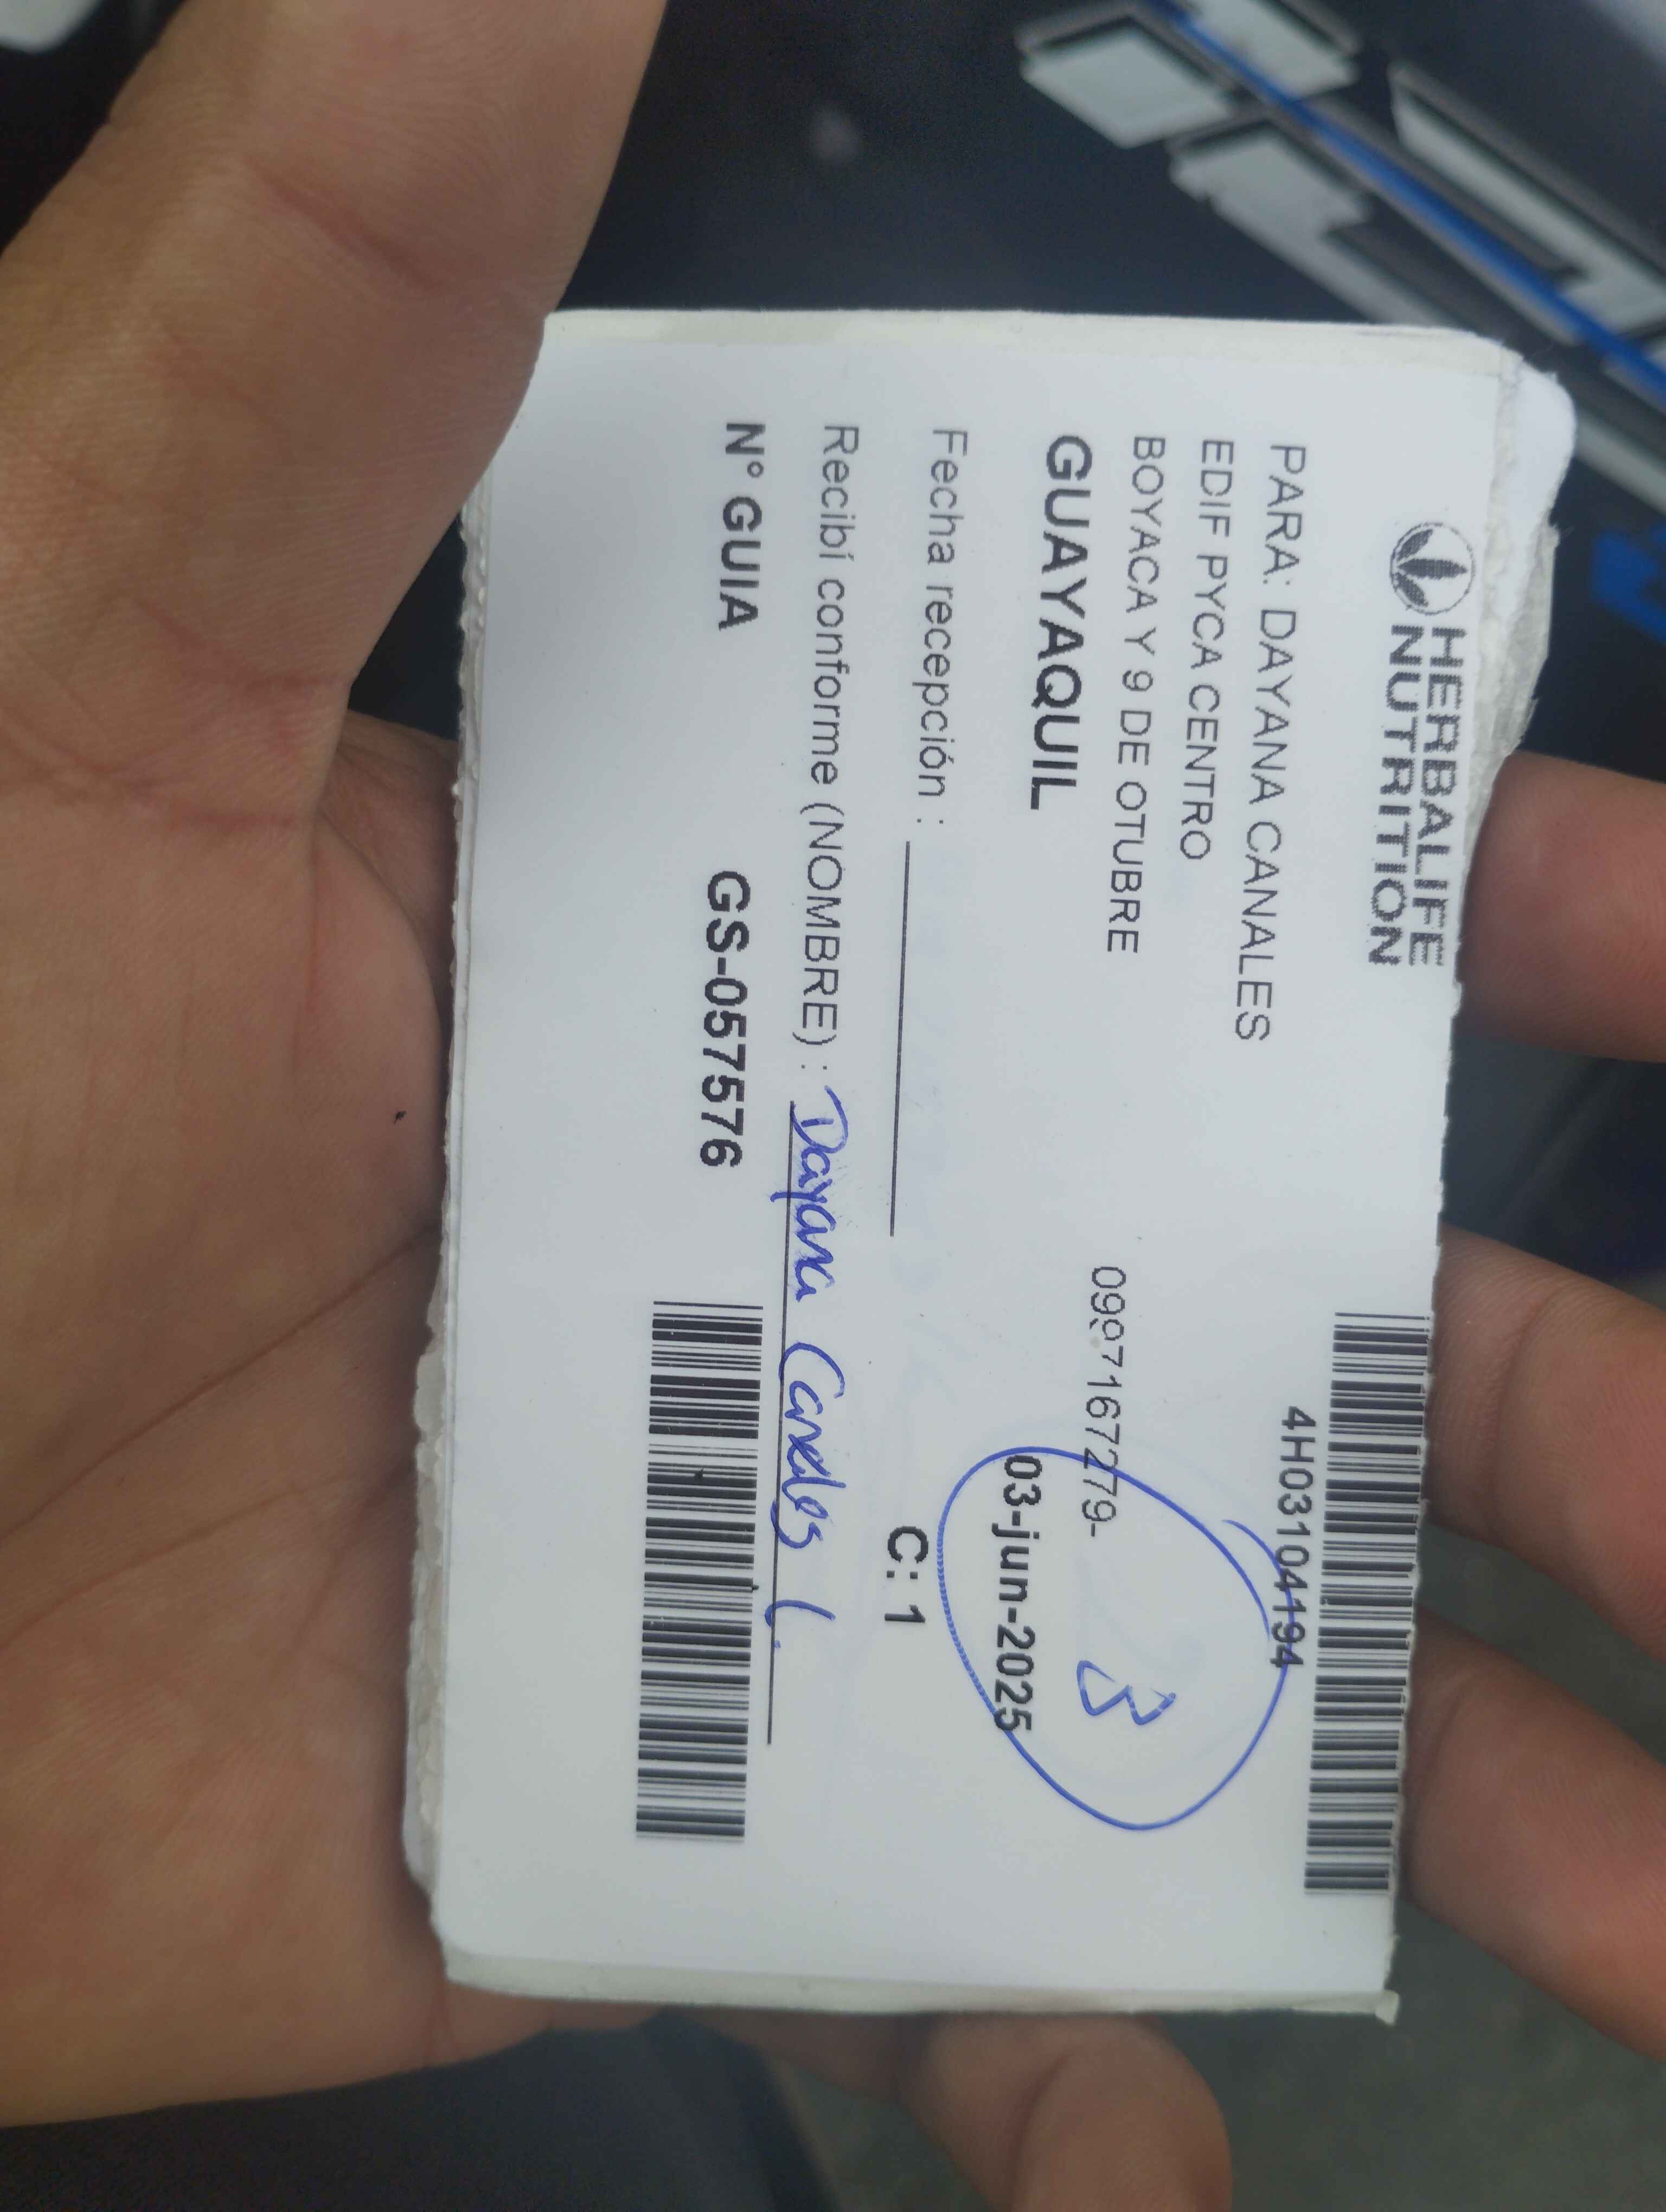 HERBALIFE
NUTRITION
4H03104194
PARA: DAYANA CANALES
EDIF PYCA CENTRO
BOYACA Y 9 DE OTUBRE
0997167279-
3
GUAYAQUIL
03-jun-2025
Fecha recepción :
C: 1
Recibí conforme (NOMBRE) : Dayana Canales
N° GUIA GS-057576